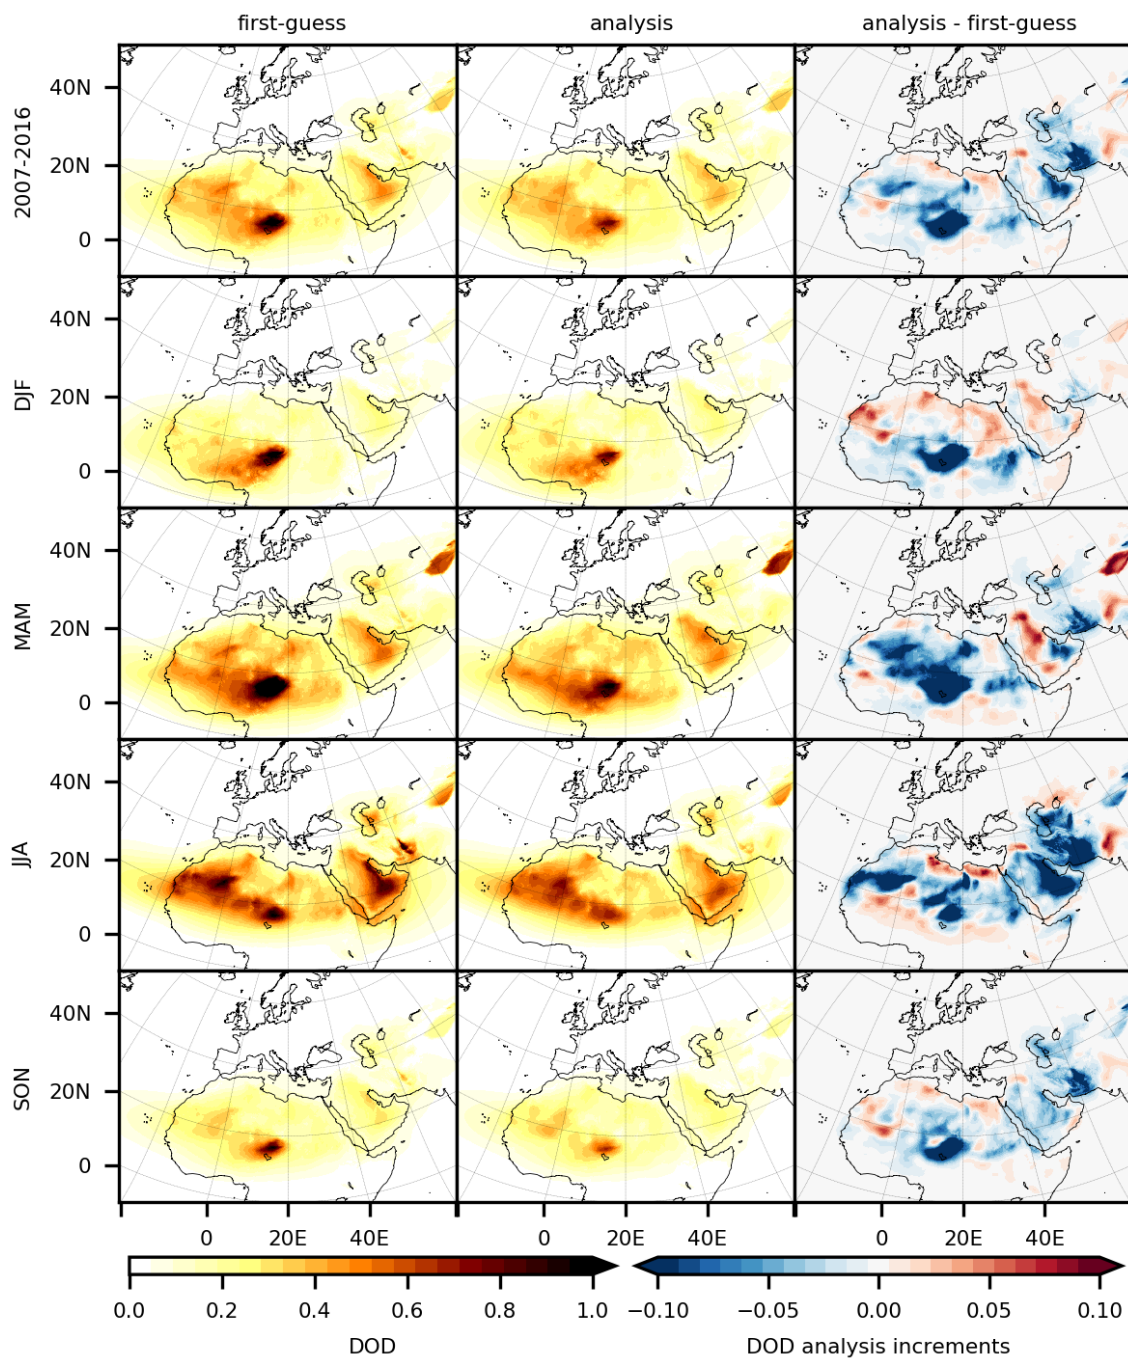 first-guess analysis analysis - first-guess
2007-2016
40N
20N
0
DJF
40N
20N
0
MAM
40N
20N
0
JJA
40N
20N
0
SON
40N
20N
0
0 20E 40E 0 20E 40E 0 20E 40E
0.0 0.2 0.4 0.6 0.8 1.0 −0.10 −0.05 0.00 0.05 0.10
DOD DOD analysis increments